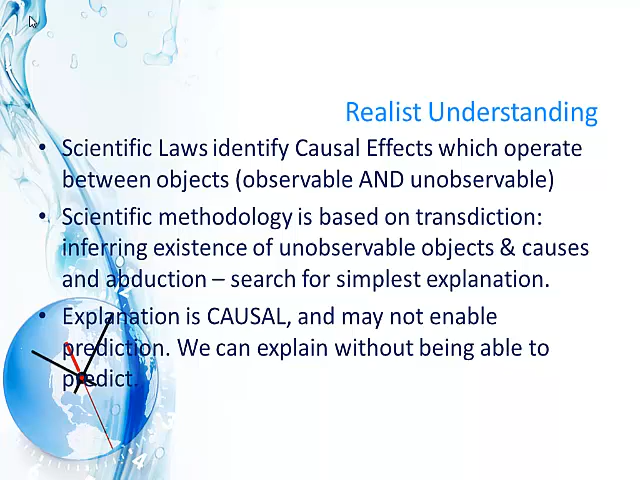 Realist Understanding
• Scientific Laws identify Causal Effects which operate
between objects (observable AND unobservable)
• Scientific methodology is based on transdiction:
inferring existence of unobservable objects & causes
and abduction – search for simplest explanation.
• Explanation is CAUSAL, and may not enable
prediction. We can explain without being able to
predict.
4